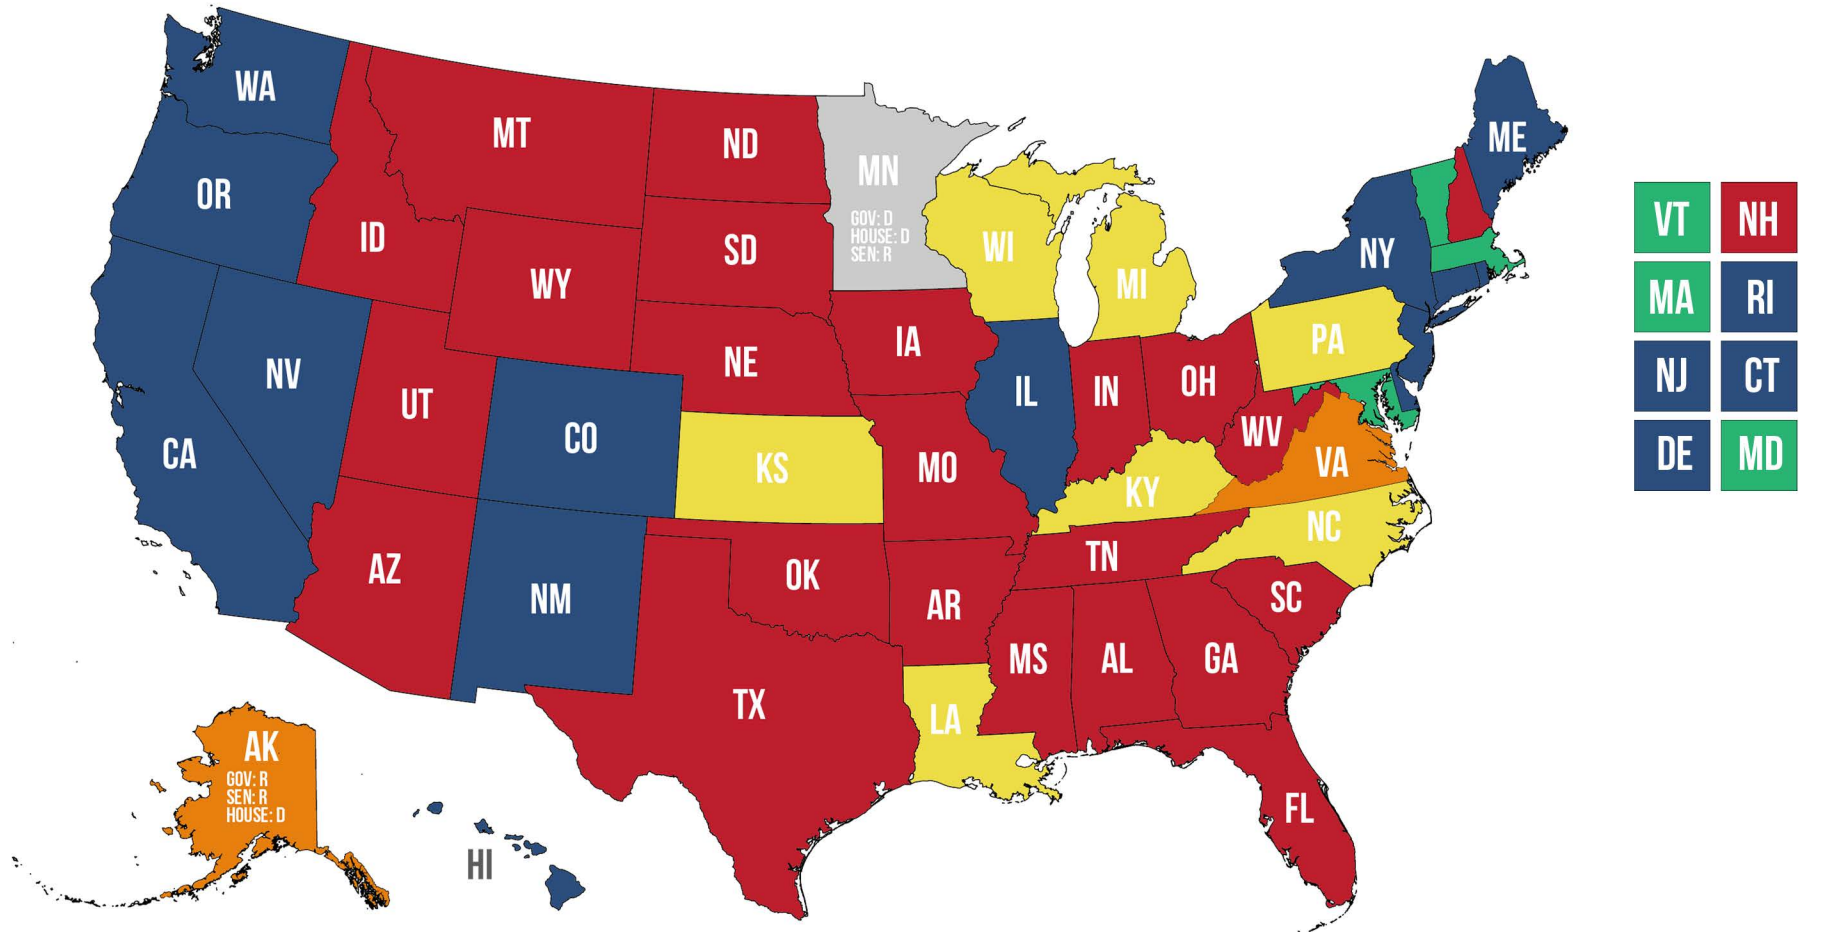 WA
MT
ND
MN
GOV: D
HOUSE: D
SEN: R
ME
OR
ID
SD
WI
MI
NY
VT
NH
WY
MA
RI
IA
PA
NV
NE
NJ
CT
UT
IL
IN
OH
CO
WV
CA
KS
MO
VA
DE
MD
KY
NC
AZ
TN
NM
OK
AR
SC
MS
AL
GA
TX
LA
AK
GOV: R
SEN: R
HOUSE: D
HI
FL